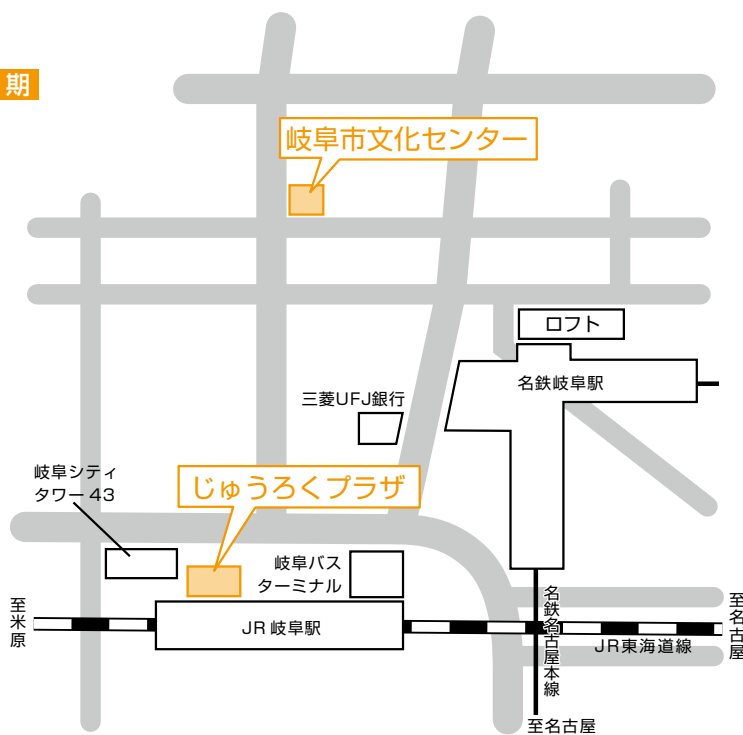 期
岐阜市文化センター
ロフト
名鉄岐阜駅
三菱UFJ銀行
岐阜シティ
タワー43
じゅうろくプラザ
岐阜バス
ターミナル
至米原
JR岐阜駅
名鉄名古屋本線
至名古屋
JR東海道線
至名古屋